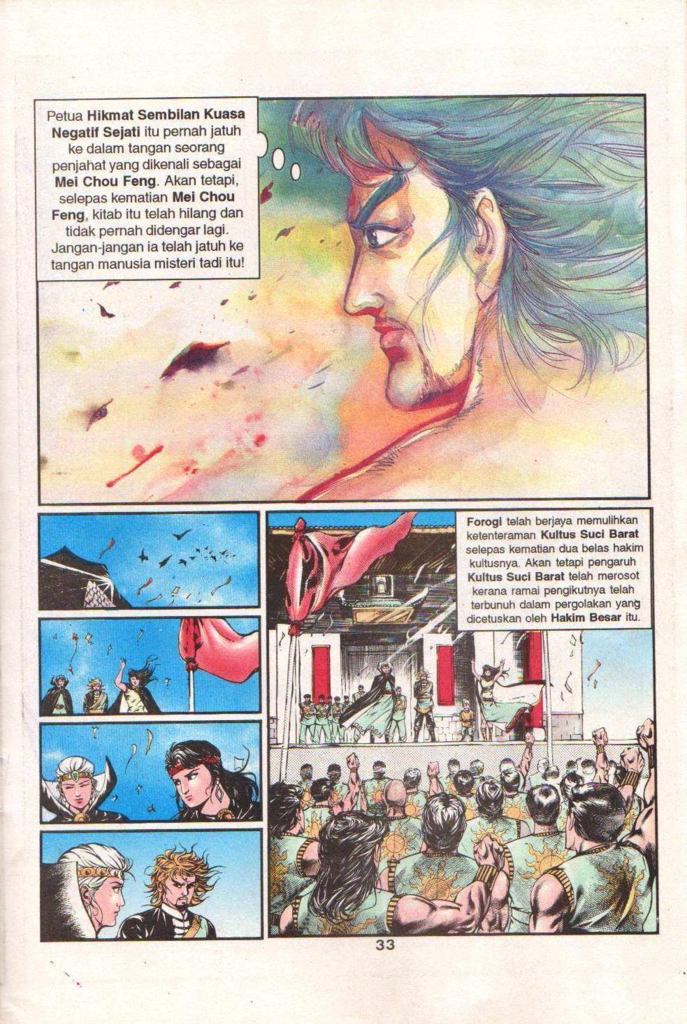 Petua Hikmat Sembilan Kuasa
Negatif Sejati itu pernah jatuh
ke dalam tangan seorang
penjahat yang dikenali sebagai
Mei Chou Feng. Akan tetapi,
selepas kematian Mei Chou
Feng, kitab itu telah hilang dan
tidak pernah didengar lagi.
Jangan-jangan ia telah jatuh ke
tangan manusia misteri tadi itu!
Forogi telah berjaya memulihkan
ketenteraman Kultus Suci Barat
selepas kematian dua belas hakim
kultusnya. Akan tetapi pengaruh
Kultus Suci Barat telah merosot
kerana ramai pengikutnya telah
terbunuh dalam pergolakan yang
dicetuskan oleh Hakim Besar itu.
33